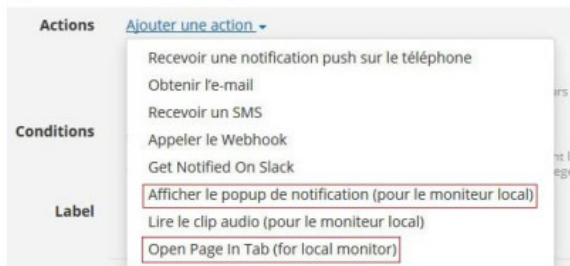 Actions Ajouter une action
Recevoir une notification push sur le téléphone
Obtenir l'e-mail
Recevoir un SMS
Conditions
Appeler le Webhook
Get Notified On Slack
Afficher le popup de notification (pour le moniteur local)
Label
Lire le clip audio (pour le moniteur local)
Open Page In Tab (for local monitor)